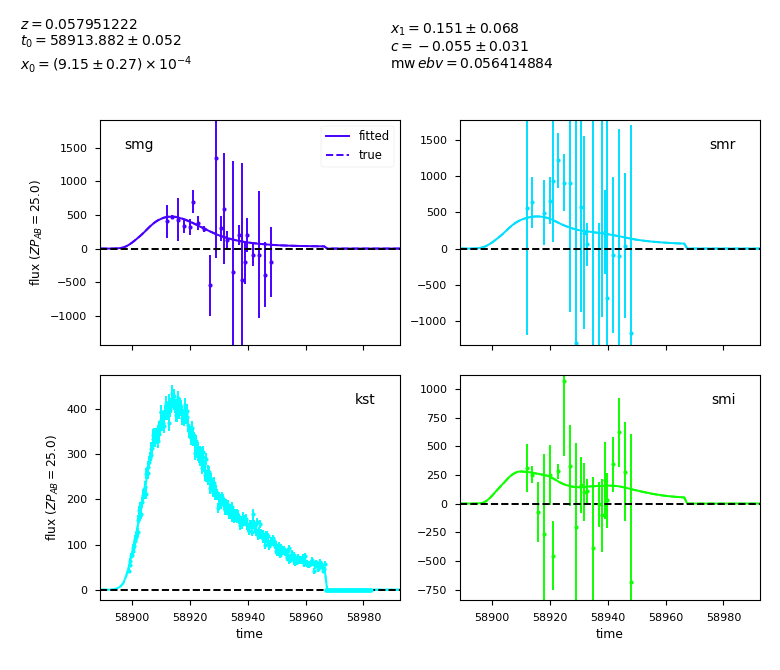 z = 0.057951222
t₀ = 58913.882 ± 0.052
x₀ = (9.15 ± 0.27) × 10⁻⁴
x₁ = 0.151 ± 0.068
c = −0.055 ± 0.031
mw ebv = 0.056414884
smg
fitted
true
1500
1000
500
0
−500
−1000
flux (ZP_AB = 25.0)
smr
1500
1000
500
0
−500
−1000
kst
400
300
200
100
0
flux (ZP_AB = 25.0)
58900 58920 58940 58960 58980
time
smi
1000
750
500
250
0
−250
−500
−750
58900 58920 58940 58960 58980
time